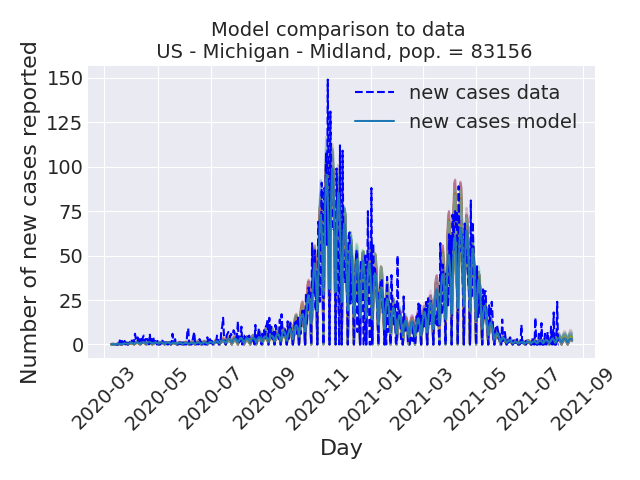 Model comparison to data
US - Michigan - Midland, pop. = 83156
Number of new cases reported
150
125
100
75
50
25
0
new cases data
new cases model
2020-03
2020-05
2020-07
2020-09
2020-11
2021-01
2021-03
2021-05
2021-07
2021-09
Day